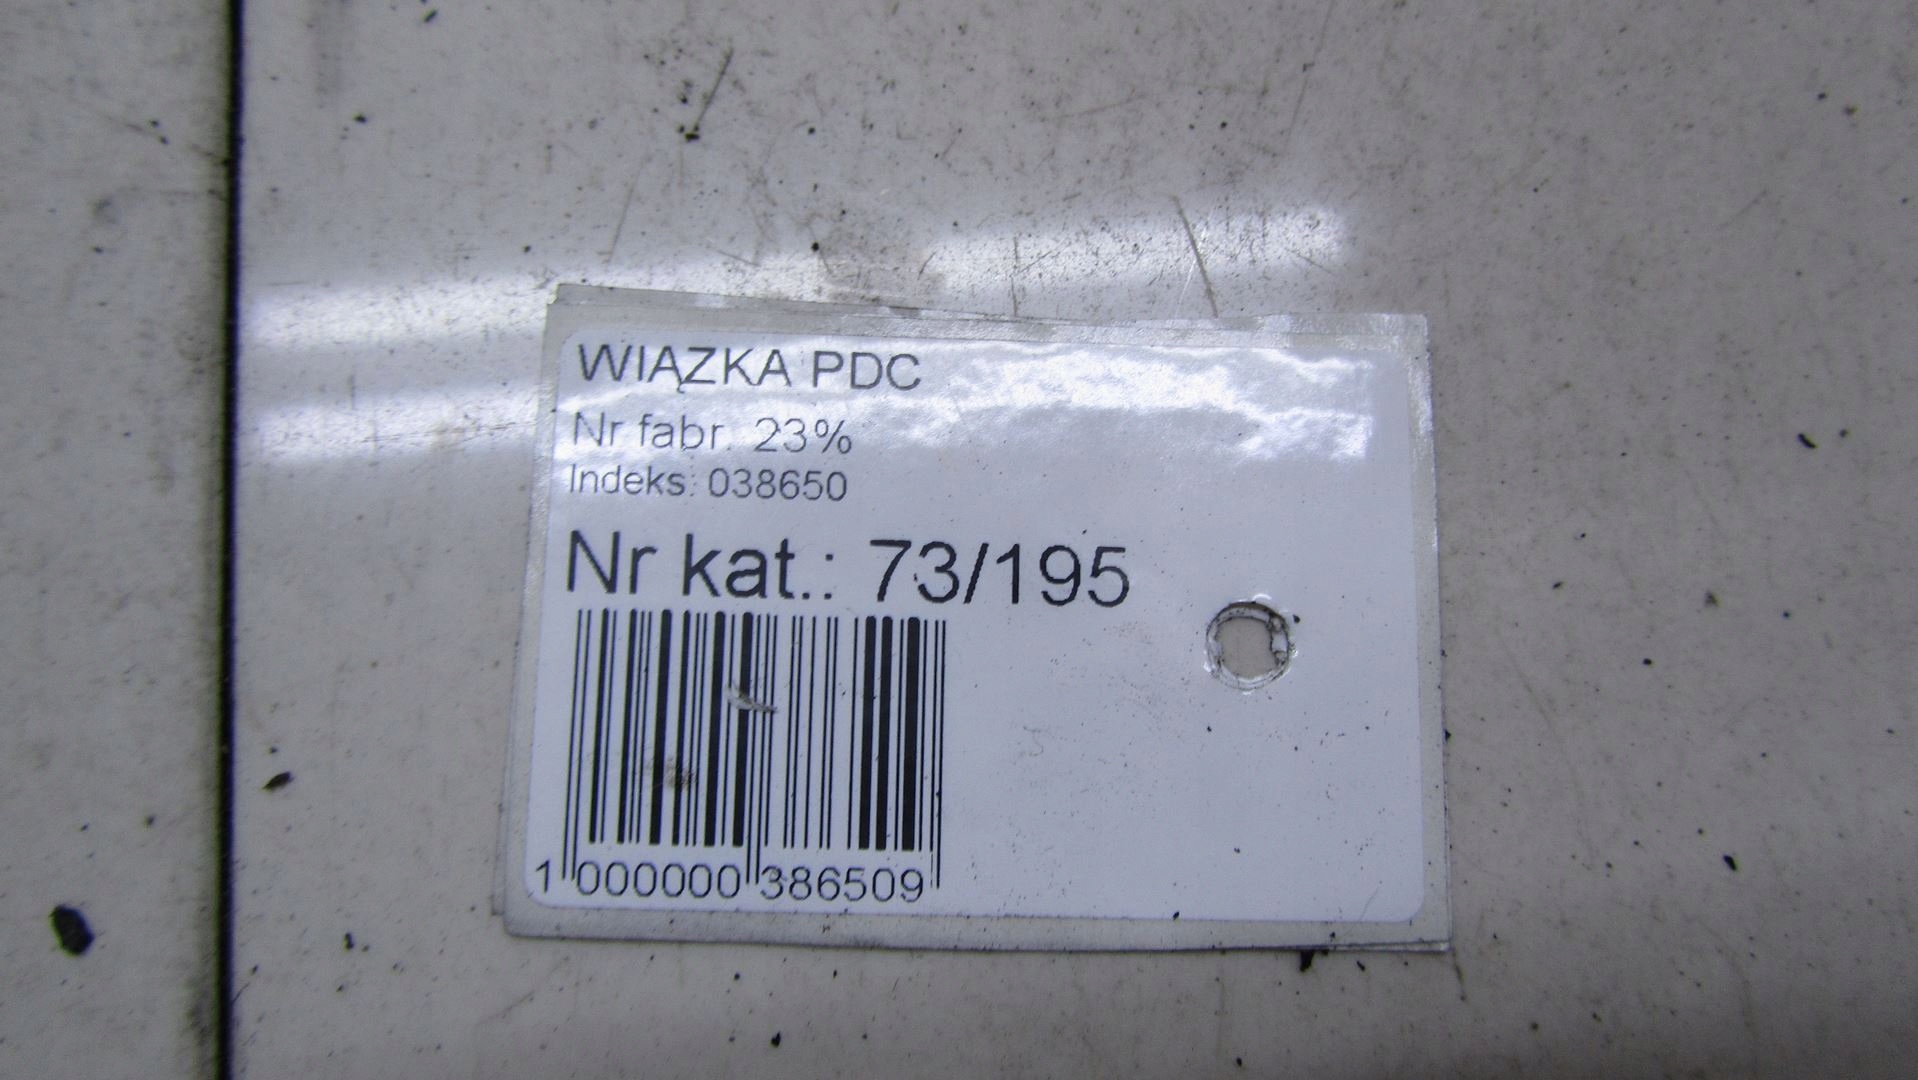 WIĄZKA PDC
Nr fabr. 23%
Indeks: 038650
Nr kat.: 73/195
1 000000 386509